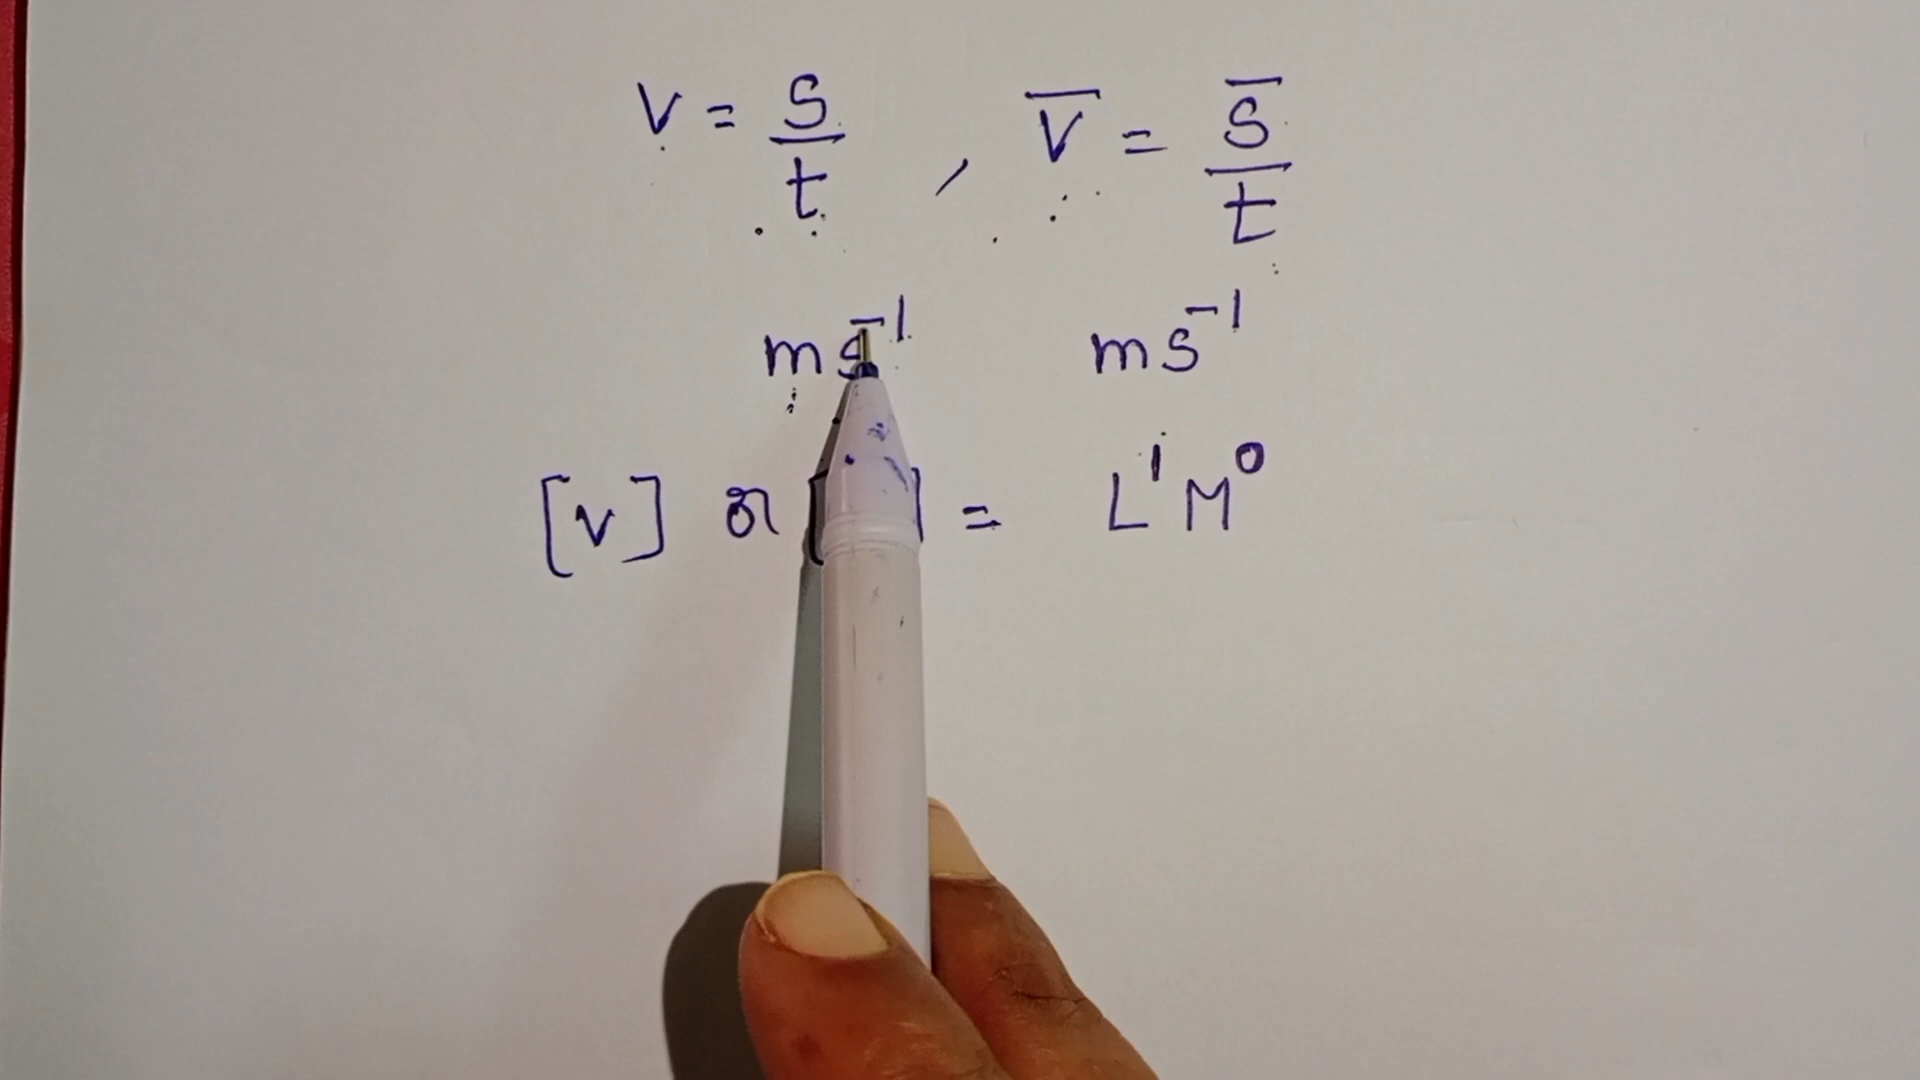 V = S/t , V̅ = S̅/t
ms⁻¹ ms⁻¹
[v] or [ ] = L¹M⁰